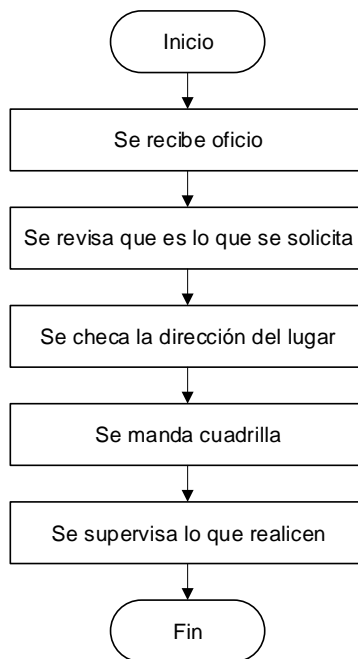 Inicio
Se recibe oficio
Se revisa que es lo que se solicita
Se checa la dirección del lugar
Se manda cuadrilla
Se supervisa lo que realicen
Fin